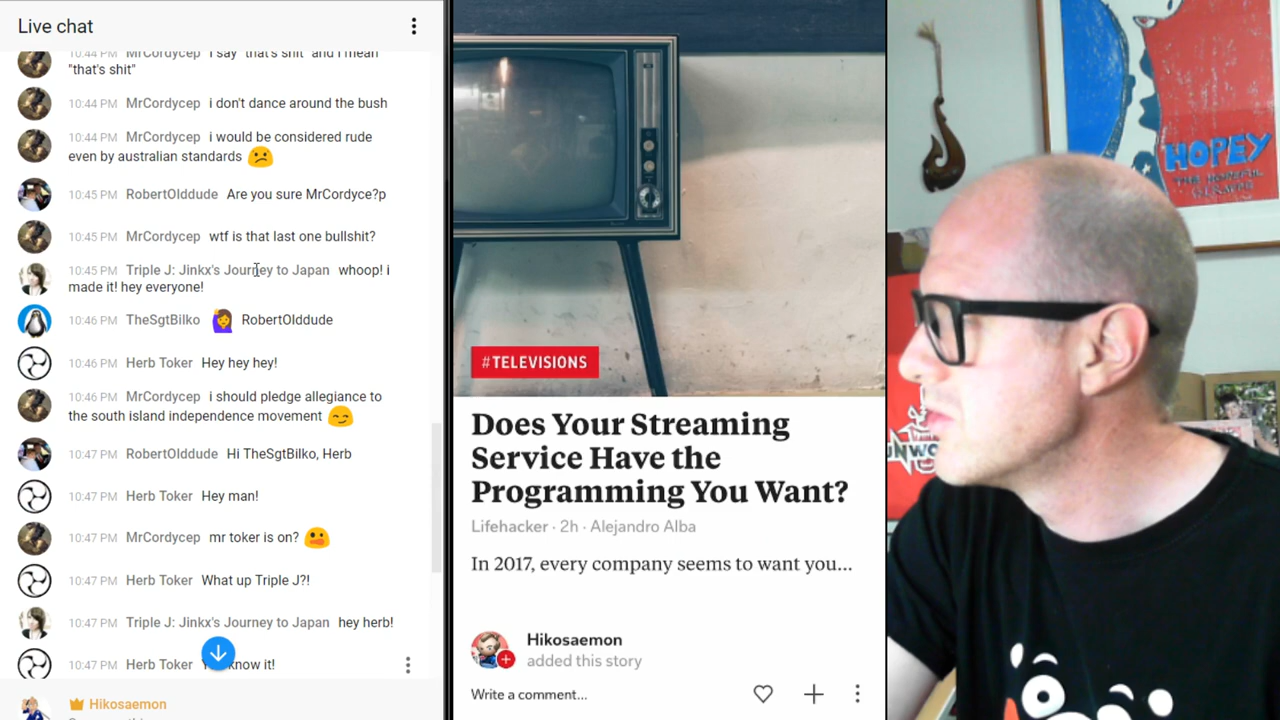 Live chat
10:44 PM MrCordycep i say "that's shit" and i mean
"that's shit"
10:44 PM MrCordycep i don't dance around the bush
10:44 PM MrCordycep i would be considered rude
even by australian standards
10:45 PM RobertOlddude Are you sure MrCordyce?p
10:45 PM MrCordycep wtf is that last one bullshit?
10:45 PM Triple J: Jinkx's Journey to Japan whoop! i
made it! hey everyone!
10:46 PM TheSgtBilko RobertOlddude
10:46 PM Herb Toker Hey hey hey!
10:46 PM MrCordycep i should pledge allegiance to
the south island independence movement
10:47 PM RobertOlddude Hi TheSgtBilko, Herb
10:47 PM Herb Toker Hey man!
10:47 PM MrCordycep mr toker is on?
10:47 PM Herb Toker What up Triple J?!
10:47 PM Triple J: Jinkx's Journey to Japan hey herb!
10:47 PM Herb Toker know it!
Hikosaemon
#TELEVISIONS
Does Your Streaming
Service Have the
Programming You Want?
Lifehacker · 2h · Alejandro Alba
In 2017, every company seems to want you...
Hikosaemon
added this story
Write a comment...
HOPEY
THE HOPEFUL